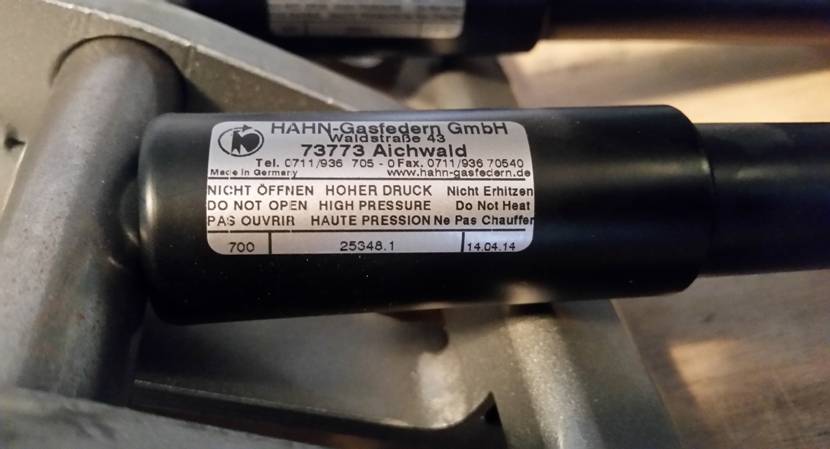 HAHN-Gasfedern GmbH
Waldstraße 43
73773 Aichwald
Tel. 0711/936 705 - 0 Fax. 0711/936 70540
Made in Germany www.hahn-gasfedern.de
NICHT ÖFFNEN HOHER DRUCK Nicht Erhitzen
DO NOT OPEN HIGH PRESSURE Do Not Heat
PAS OUVRIR HAUTE PRESSION Ne Pas Chauffer
700 25348.1 14.04.14